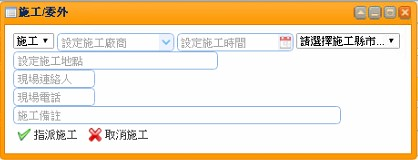 施工/委外
施工 設定施工廠商 設定施工時間 請選擇施工縣市...
設定施工地點
現場連絡人
現場電話
施工備註
指派施工 取消施工